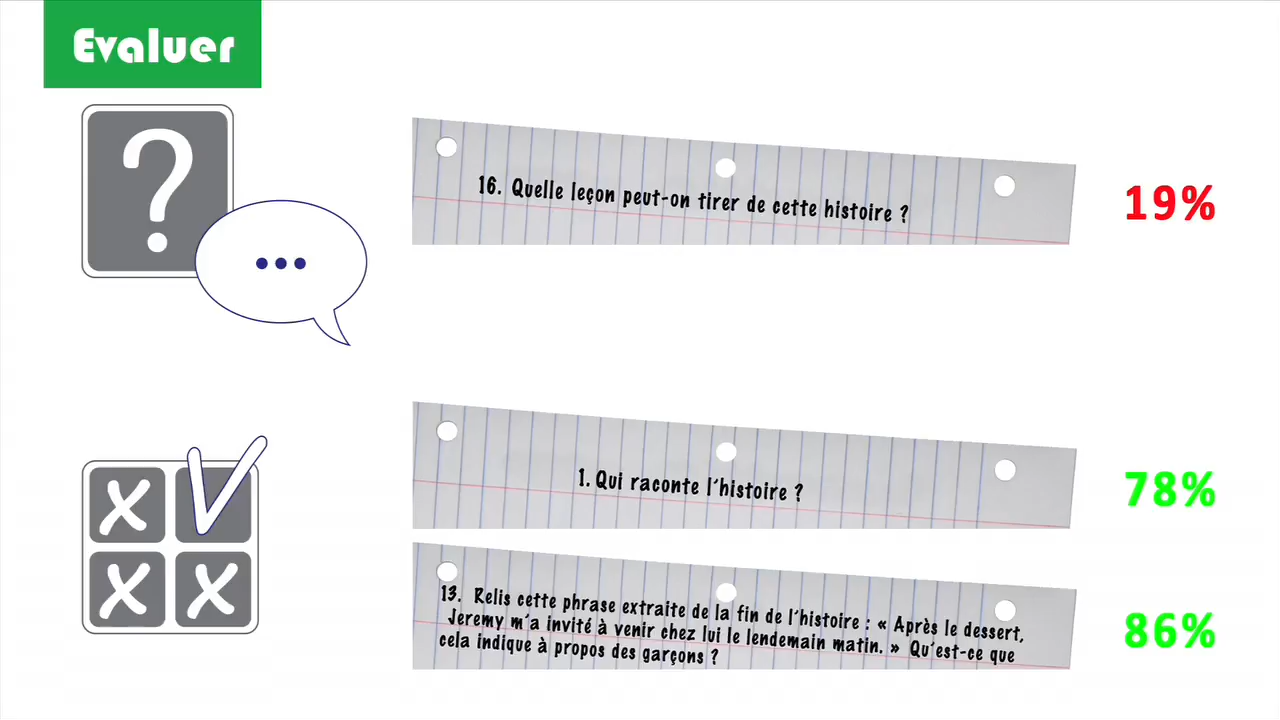 Evaluer
?
...
16. Quelle leçon peut-on tirer de cette histoire ?
19%
1. Qui raconte l'histoire ?
78%
13. Relis cette phrase extraite de la fin de l'histoire : « Après le dessert,
Jeremy m'a invité à venir chez lui le lendemain matin. » Qu'est-ce que
cela indique à propos des garçons ?
86%